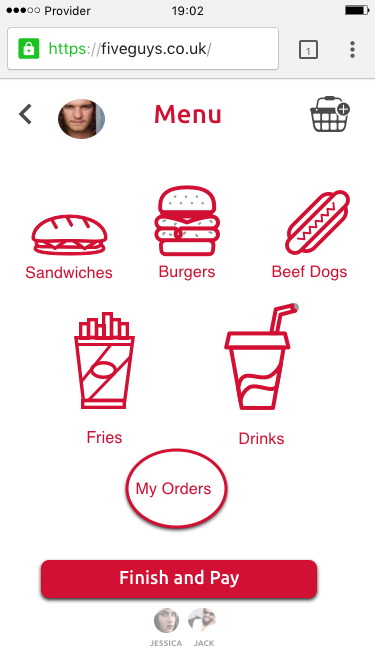 Provider
19:02
https://fiveguys.co.uk/
1
Menu
Sandwiches
Burgers
Beef Dogs
Fries
Drinks
My Orders
Finish and Pay
JESSICA
JACK